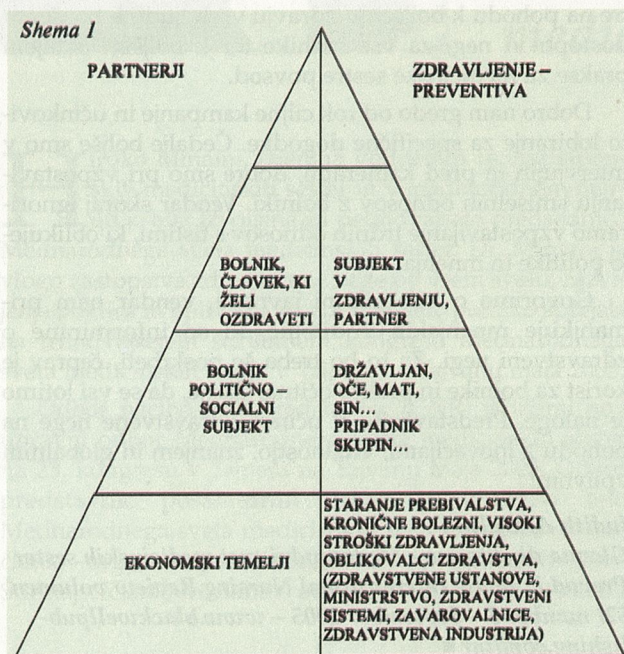 Shema 1
PARTNERJI
ZDRAVLJENJE–
PREVENTIVA
BOLNIK,
ČLOVEK, KI
ŽELI
OZDRAVETI
SUBJEKT
V
ZDRAVLJENJU,
PARTNER
BOLNIK
POLITIČNO–
SOCIALNI
SUBJEKT
DRŽAVLJAN,
OČE, MATI,
SIN...
PRIPADNIK
SKUPIN...
EKONOMSKI TEMELJI
STARANJE PREBIVALSTVA,
KRONIČNE BOLEZNI, VISOKI
STROŠKI ZDRAVLJENJA,
OBLIKOVALCI ZDRAVSTVA,
(ZDRAVSTVENE USTANOVE,
MINISTRSTVO, ZDRAVSTVENI
SISTEMI, ZAVAROVALNICE,
ZDRAVSTVENA INDUSTRIJA)